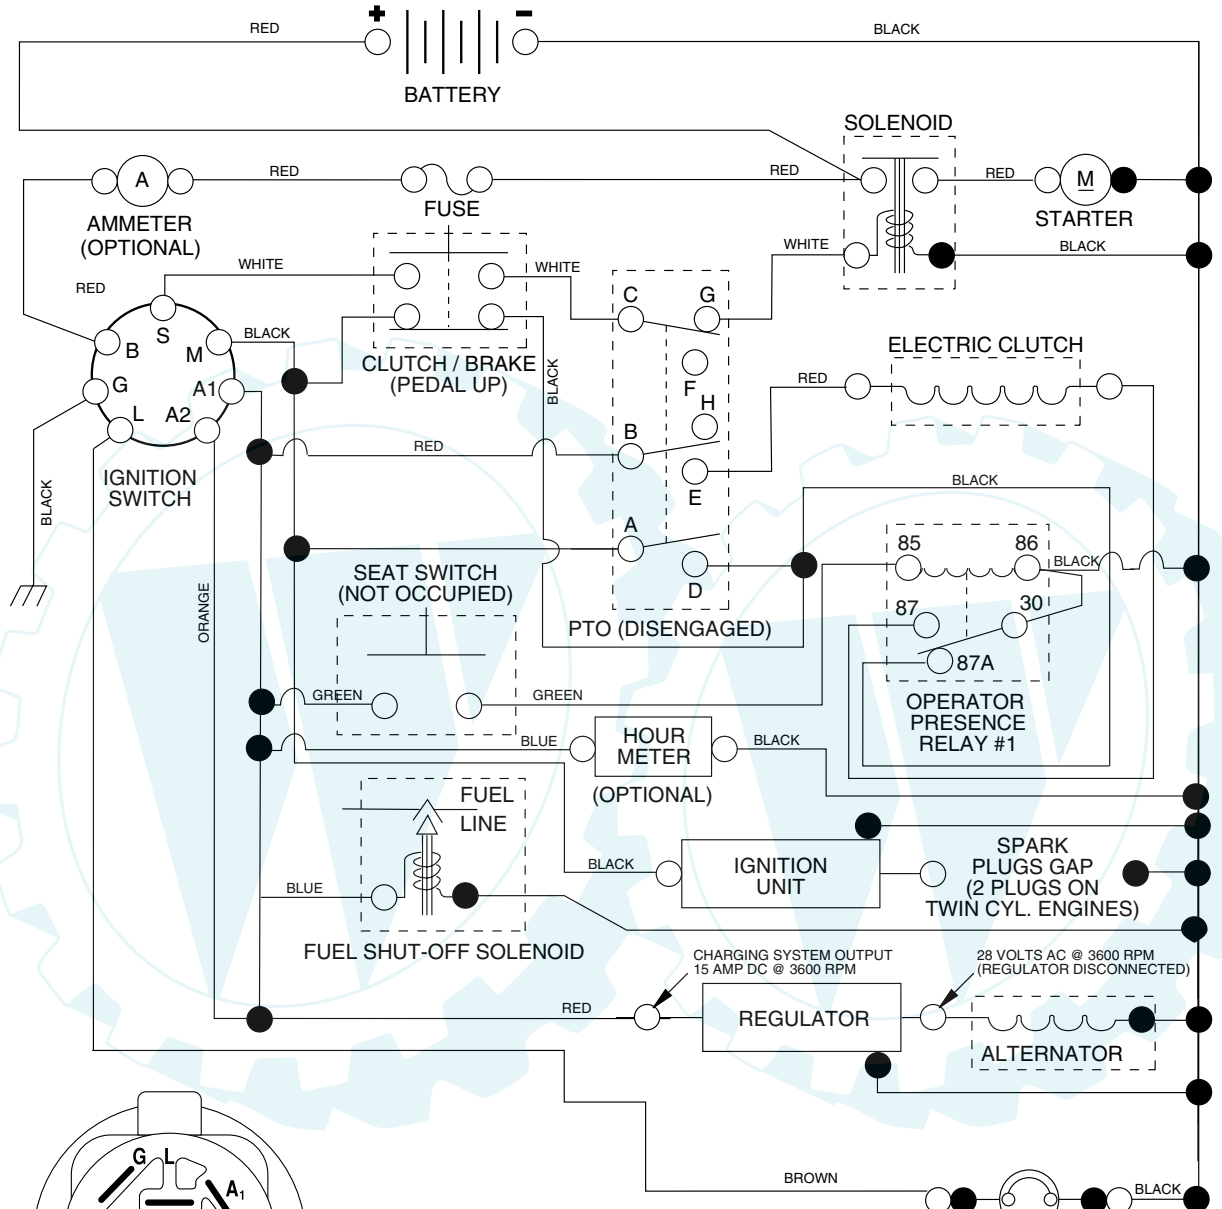 + -
RED
BLACK
BATTERY
SOLENOID
A
RED
RED
RED
M
FUSE
STARTER
AMMETER
(OPTIONAL)
WHITE
BLACK
WHITE
WHITE
RED
C
G
S
B
M
BLACK
CLUTCH / BRAKE
(PEDAL UP)
BLACK
ELECTRIC CLUTCH
F
RED
G
A1
L
A2
H
B
RED
E
IGNITION
SWITCH
BLACK
BLACK
A
85
86
BLACK
SEAT SWITCH
(NOT OCCUPIED)
D
87
30
ORANGE
PTO (DISENGAGED)
87A
GREEN
GREEN
OPERATOR
PRESENCE
RELAY #1
BLUE
HOUR
METER
BLACK
(OPTIONAL)
FUEL
LINE
BLACK
IGNITION
UNIT
SPARK
PLUGS GAP
(2 PLUGS ON
TWIN CYL. ENGINES)
BLUE
FUEL SHUT-OFF SOLENOID
CHARGING SYSTEM OUTPUT
15 AMP DC @ 3600 RPM
28 VOLTS AC @ 3600 RPM
(REGULATOR DISCONNECTED)
RED
REGULATOR
ALTERNATOR
G L
A1
BROWN
BLACK